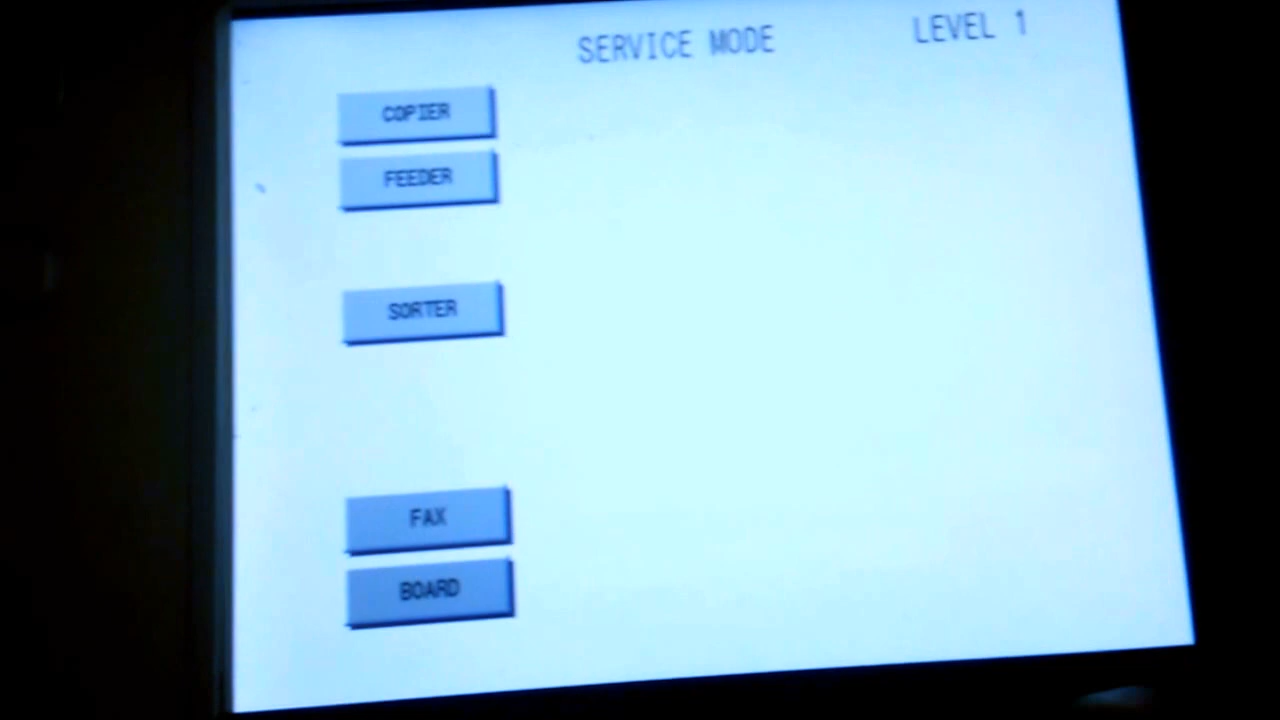 SERVICE MODE LEVEL 1
COPIER
FEEDER
SORTER
FAX
BOARD